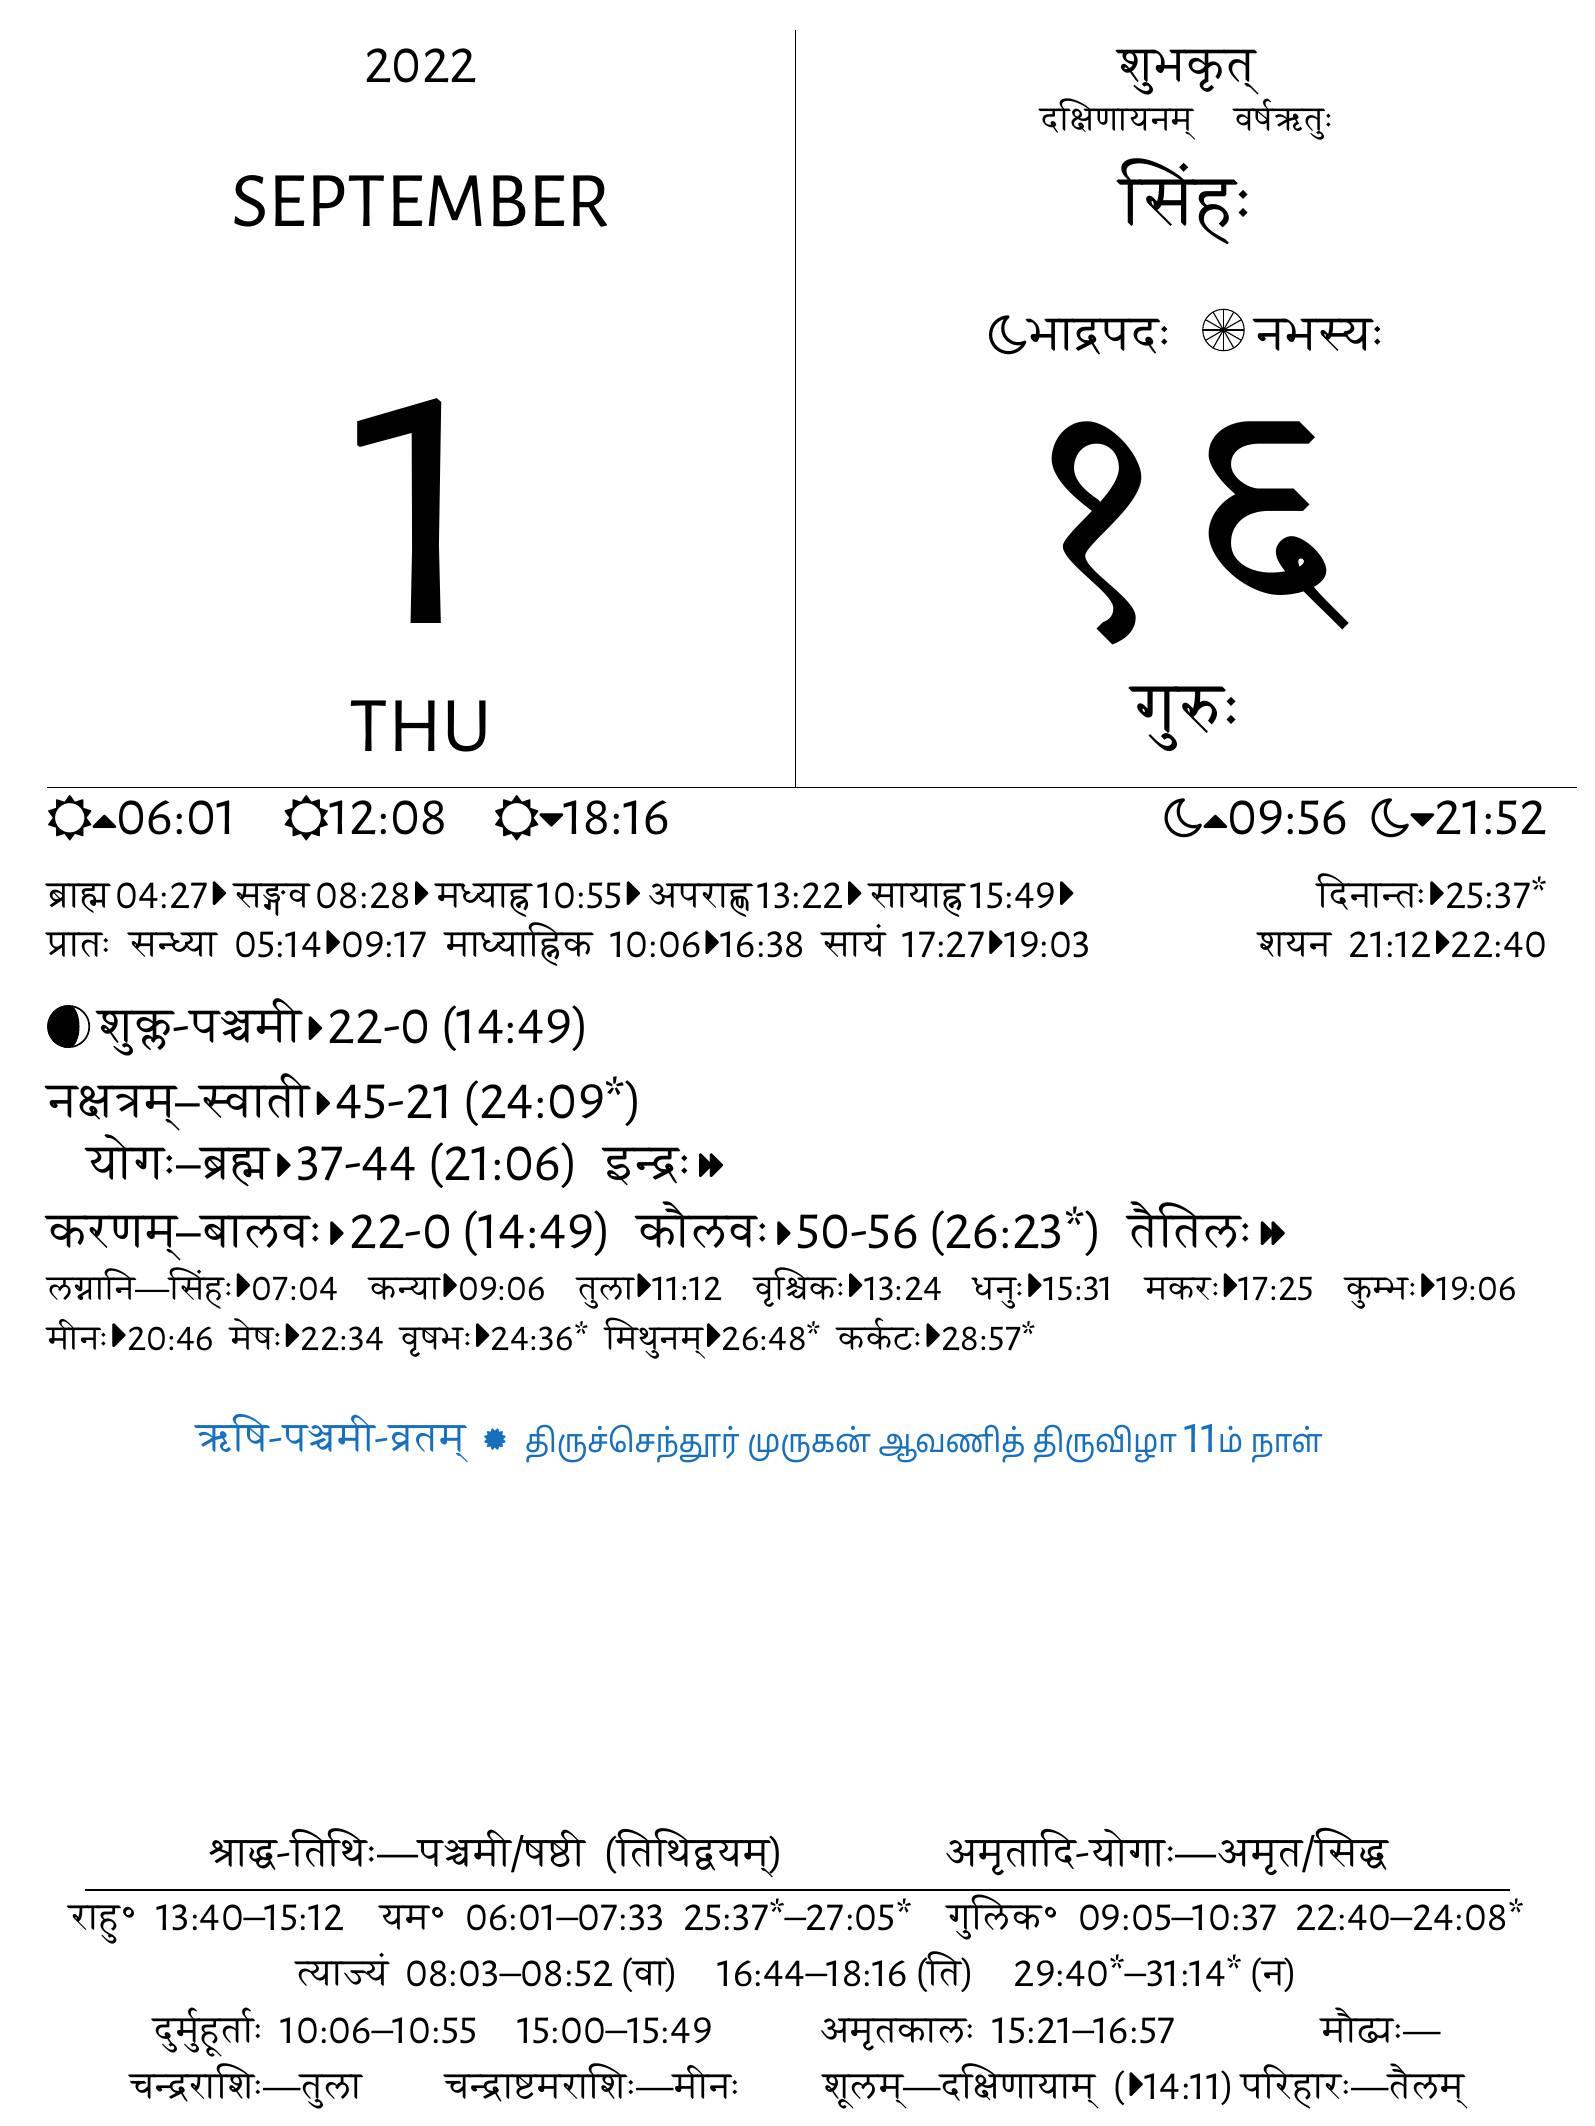 2022
SEPTEMBER
1
THU
शुभकृत्
दक्षिणायनम् वर्षऋतुः
सिंहः
भाद्रपदः नभस्यः
१६
गुरुः
06:01 12:08 18:16 09:56 21:52
ब्राह्म 04:27 सङ्गव 08:28 मध्याह्न 10:55 अपराह्ण 13:22 सायाह्न 15:49 दिनान्तः 25:37*
प्रातः सन्ध्या 05:14 09:17 माध्याह्निक 10:06 16:38 सायं 17:27 19:03 शयन 21:12 22:40
शुक्ल-पञ्चमी 22-0 (14:49)
नक्षत्रम्–स्वाती 45-21 (24:09*)
योगः–ब्रह्म 37-44 (21:06) इन्द्रः
करणम्–बालवः 22-0 (14:49) कौलवः 50-56 (26:23*) तैतिलः
लग्नानि—सिंहः 07:04 कन्या 09:06 तुला 11:12 वृश्चिकः 13:24 धनुः 15:31 मकरः 17:25 कुम्भः 19:06
मीनः 20:46 मेषः 22:34 वृषभः 24:36* मिथुनम् 26:48* कर्कटः 28:57*
ऋषि-पञ्चमी-व्रतम् திருச்செந்தூர் முருகன் ஆவணித் திருவிழா 11ம் நாள்
श्राद्ध-तिथिः—पञ्चमी/षष्ठी (तिथिद्वयम्) अमृतादि-योगाः—अमृत/सिद्ध
राहु॰ 13:40–15:12 यम॰ 06:01–07:33 25:37*–27:05* गुलिक॰ 09:05–10:37 22:40–24:08*
त्याज्यं 08:03–08:52 (वा) 16:44–18:16 (ति) 29:40*–31:14* (न)
दुर्मुहूर्ताः 10:06–10:55 15:00–15:49 अमृतकालः 15:21–16:57 मौढ्यः—
चन्द्रराशिः—तुला चन्द्राष्टमराशिः—मीनः शूलम्—दक्षिणायाम् (14:11) परिहारः—तैलम्